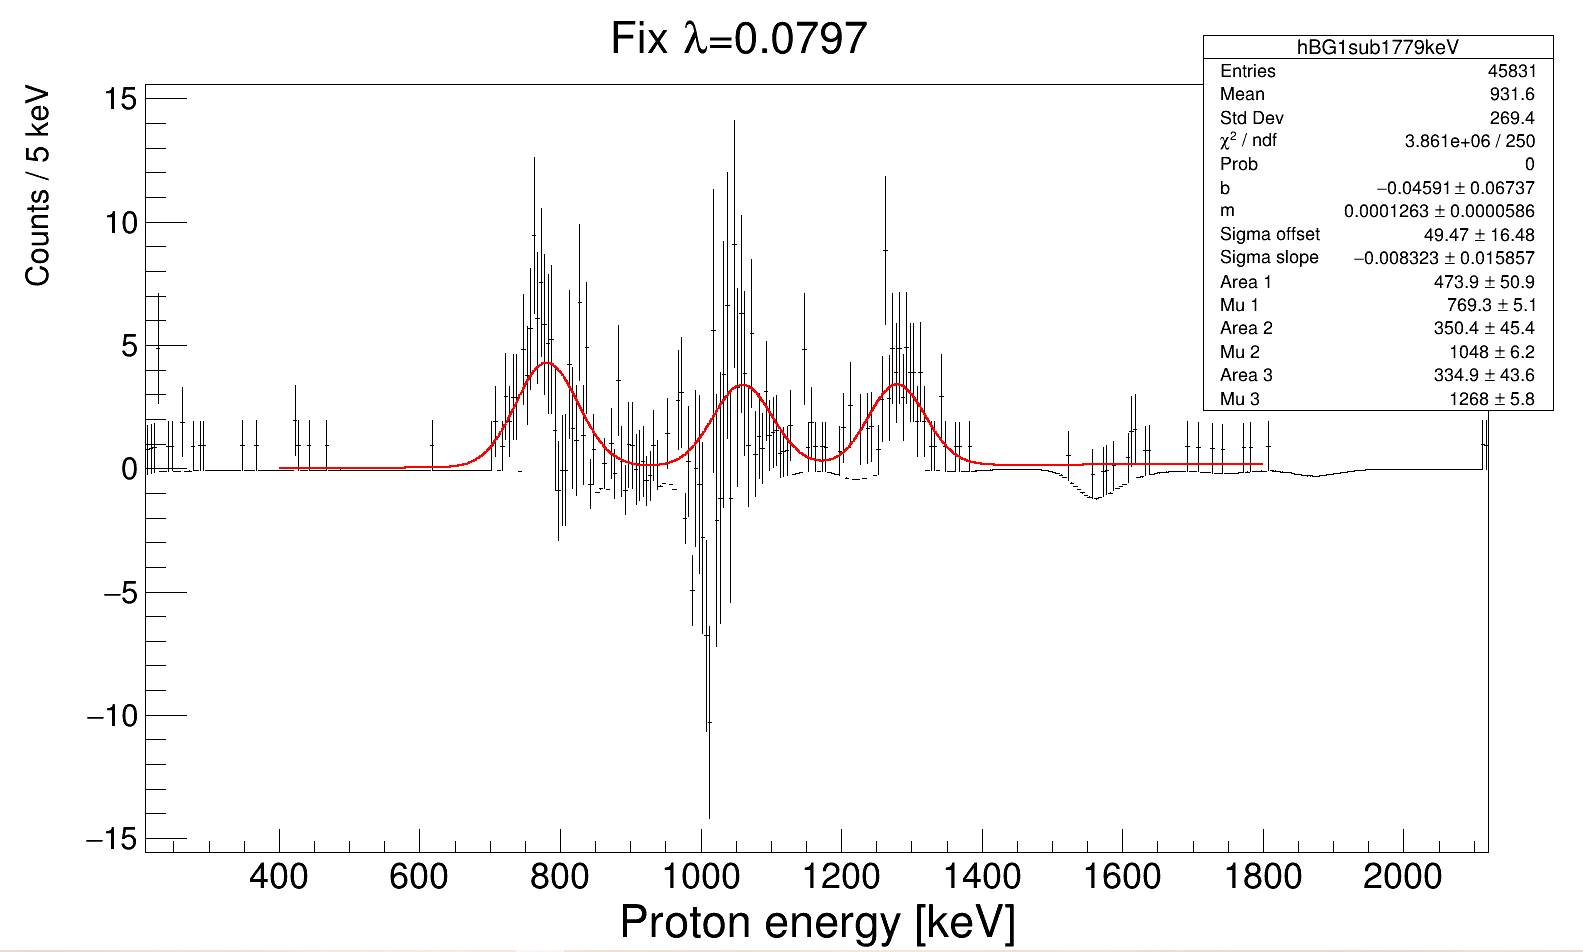 Fix λ=0.0797
hBG1sub1779keV
Entries 45831
Mean 931.6
Std Dev 269.4
χ² / ndf 3.861e+06 / 250
Prob 0
b −0.04591 ± 0.06737
m 0.0001263 ± 0.0000586
Sigma offset 49.47 ± 16.48
Sigma slope −0.008323 ± 0.015857
Area 1 473.9 ± 50.9
Mu 1 769.3 ± 5.1
Area 2 350.4 ± 45.4
Mu 2 1048 ± 6.2
Area 3 334.9 ± 43.6
Mu 3 1268 ± 5.8
Counts / 5 keV
15
10
5
0
−5
−10
−15
400 600 800 1000 1200 1400 1600 1800 2000
Proton energy [keV]